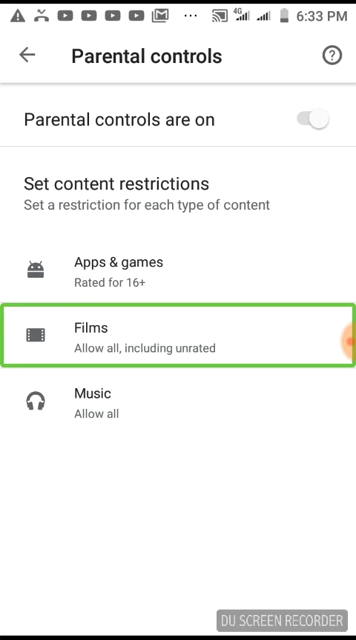 4G 6:33 PM
Parental controls
Parental controls are on
Set content restrictions
Set a restriction for each type of content
Apps & games
Rated for 16+
Films
Allow all, including unrated
Music
Allow all
DU SCREEN RECORDER